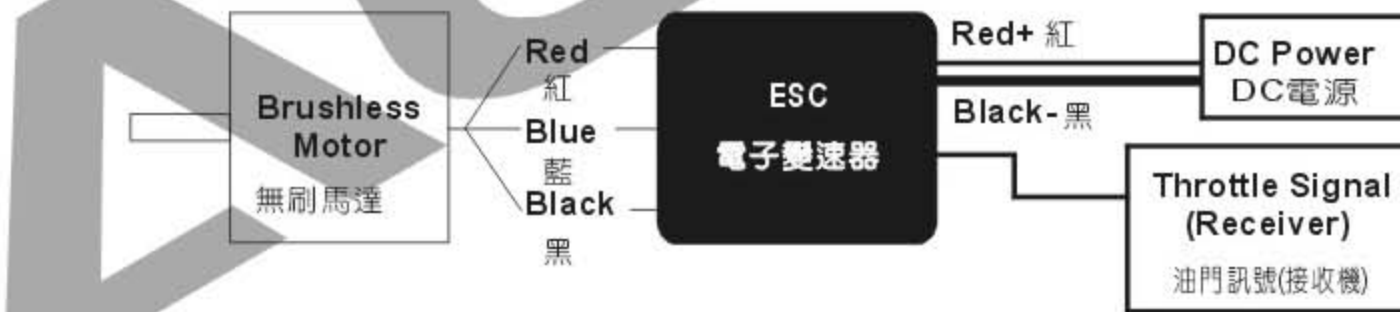 Brushless
Motor
無刷馬達
Red
紅
Blue
藍
Black
黑
ESC
電子變速器
Red+ 紅
Black-黑
DC Power
DC電源
Throttle Signal
(Receiver)
油門訊號(接收機)